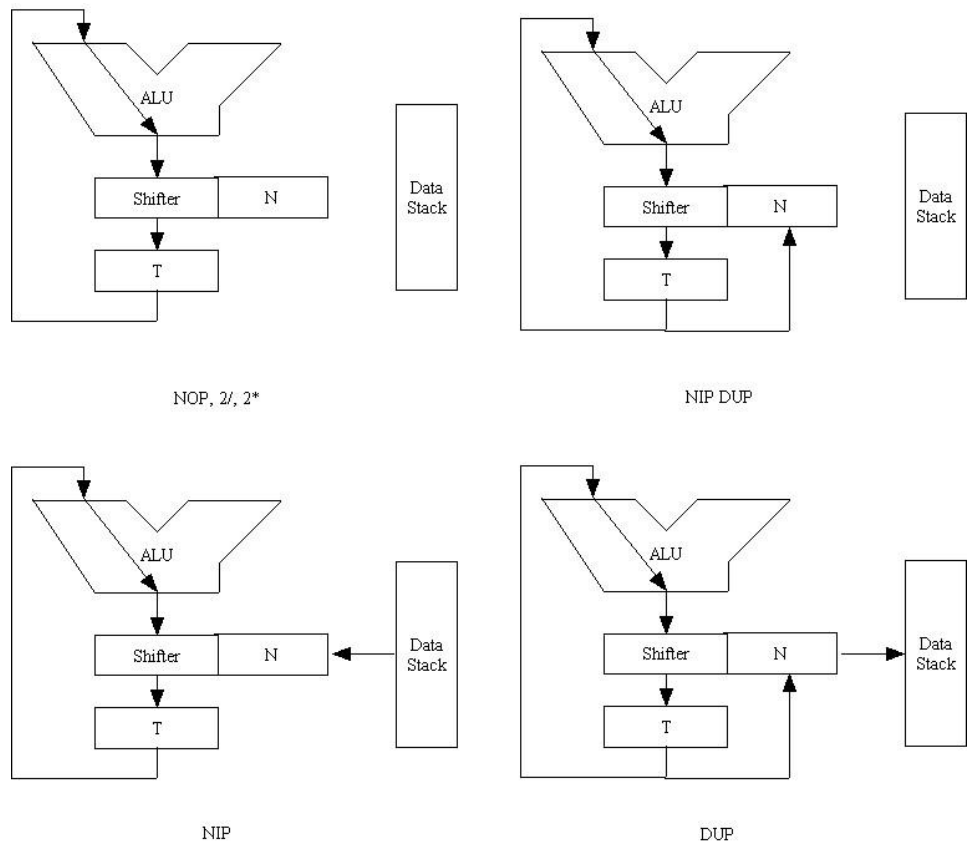 ALU
Shifter
N
T
Data
Stack
NOP, 2/, 2*
ALU
Shifter
N
T
Data
Stack
NIP DUP
ALU
Shifter
N
T
Data
Stack
NIP
ALU
Shifter
N
T
Data
Stack
DUP